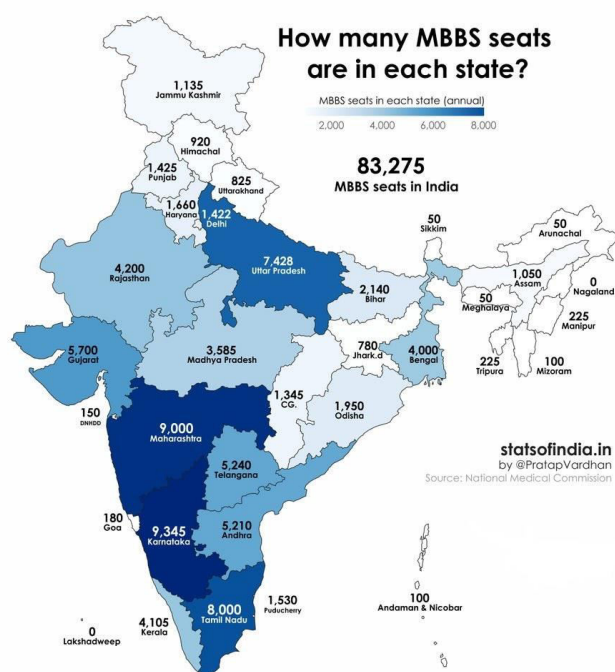 How many MBBS seats
are in each state?
MBBS seats in each state (annual)
2,000 4,000 6,000 8,000
83,275
MBBS seats in India
1,135
Jammu Kashmir
920
Himachal
1,425
Punjab
825
Uttarakhand
1,660
Haryana
1,422
Delhi
50
Sikkim
50
Arunachal
4,200
Rajasthan
7,428
Uttar Pradesh
2,140
Bihar
1,050
Assam
0
Nagaland
50
Meghalaya
225
Manipur
5,700
Gujarat
3,585
Madhya Pradesh
780
Jhark.d
4,000
Bengal
225
Tripura
100
Mizoram
1,345
CG.
1,950
Odisha
150
DNHDD
9,000
Maharashtra
5,240
Telangana
statsofindia.in
by @PratapVardhan
Source: National Medical Commission
180
Goa
9,345
Karnataka
5,210
Andhra
100
Andaman & Nicobar
0
Lakshadweep
4,105
Kerala
8,000
Tamil Nadu
1,530
Puducherry